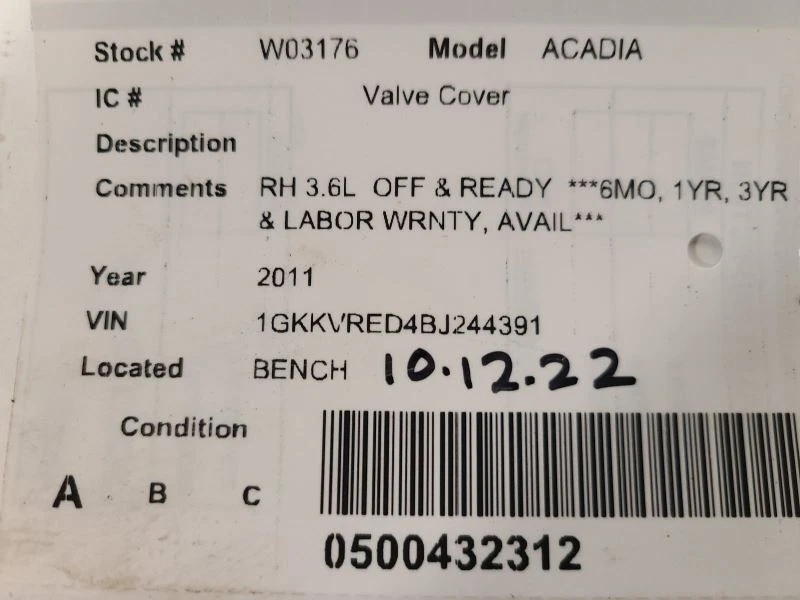 Stock # W03176 Model ACADIA
IC # Valve Cover
Description
Comments RH 3.6L OFF & READY ***6MO, 1YR, 3YR
& LABOR WRNTY, AVAIL***
Year 2011
VIN 1GKKVRED4BJ244391
Located BENCH 10.12.22
Condition
A B C
0500432312